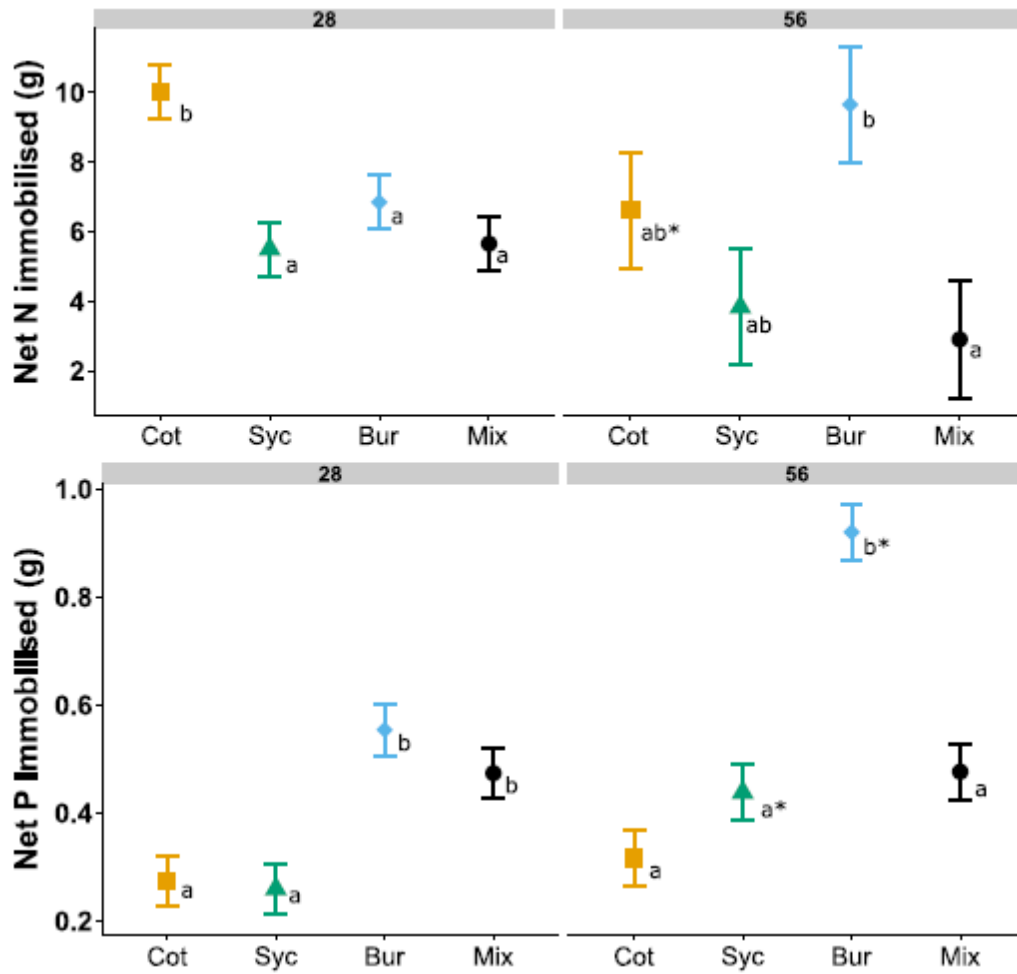 28 56
Net N immobilised (g)
10
8
6
4
2
b
a
a
a
ab*
ab
b
a
Cot Syc Bur Mix Cot Syc Bur Mix
28 56
Net P Immobilised (g)
1.0
0.8
0.6
0.4
0.2
a
a
b
b
a
a*
b*
a
Cot Syc Bur Mix Cot Syc Bur Mix